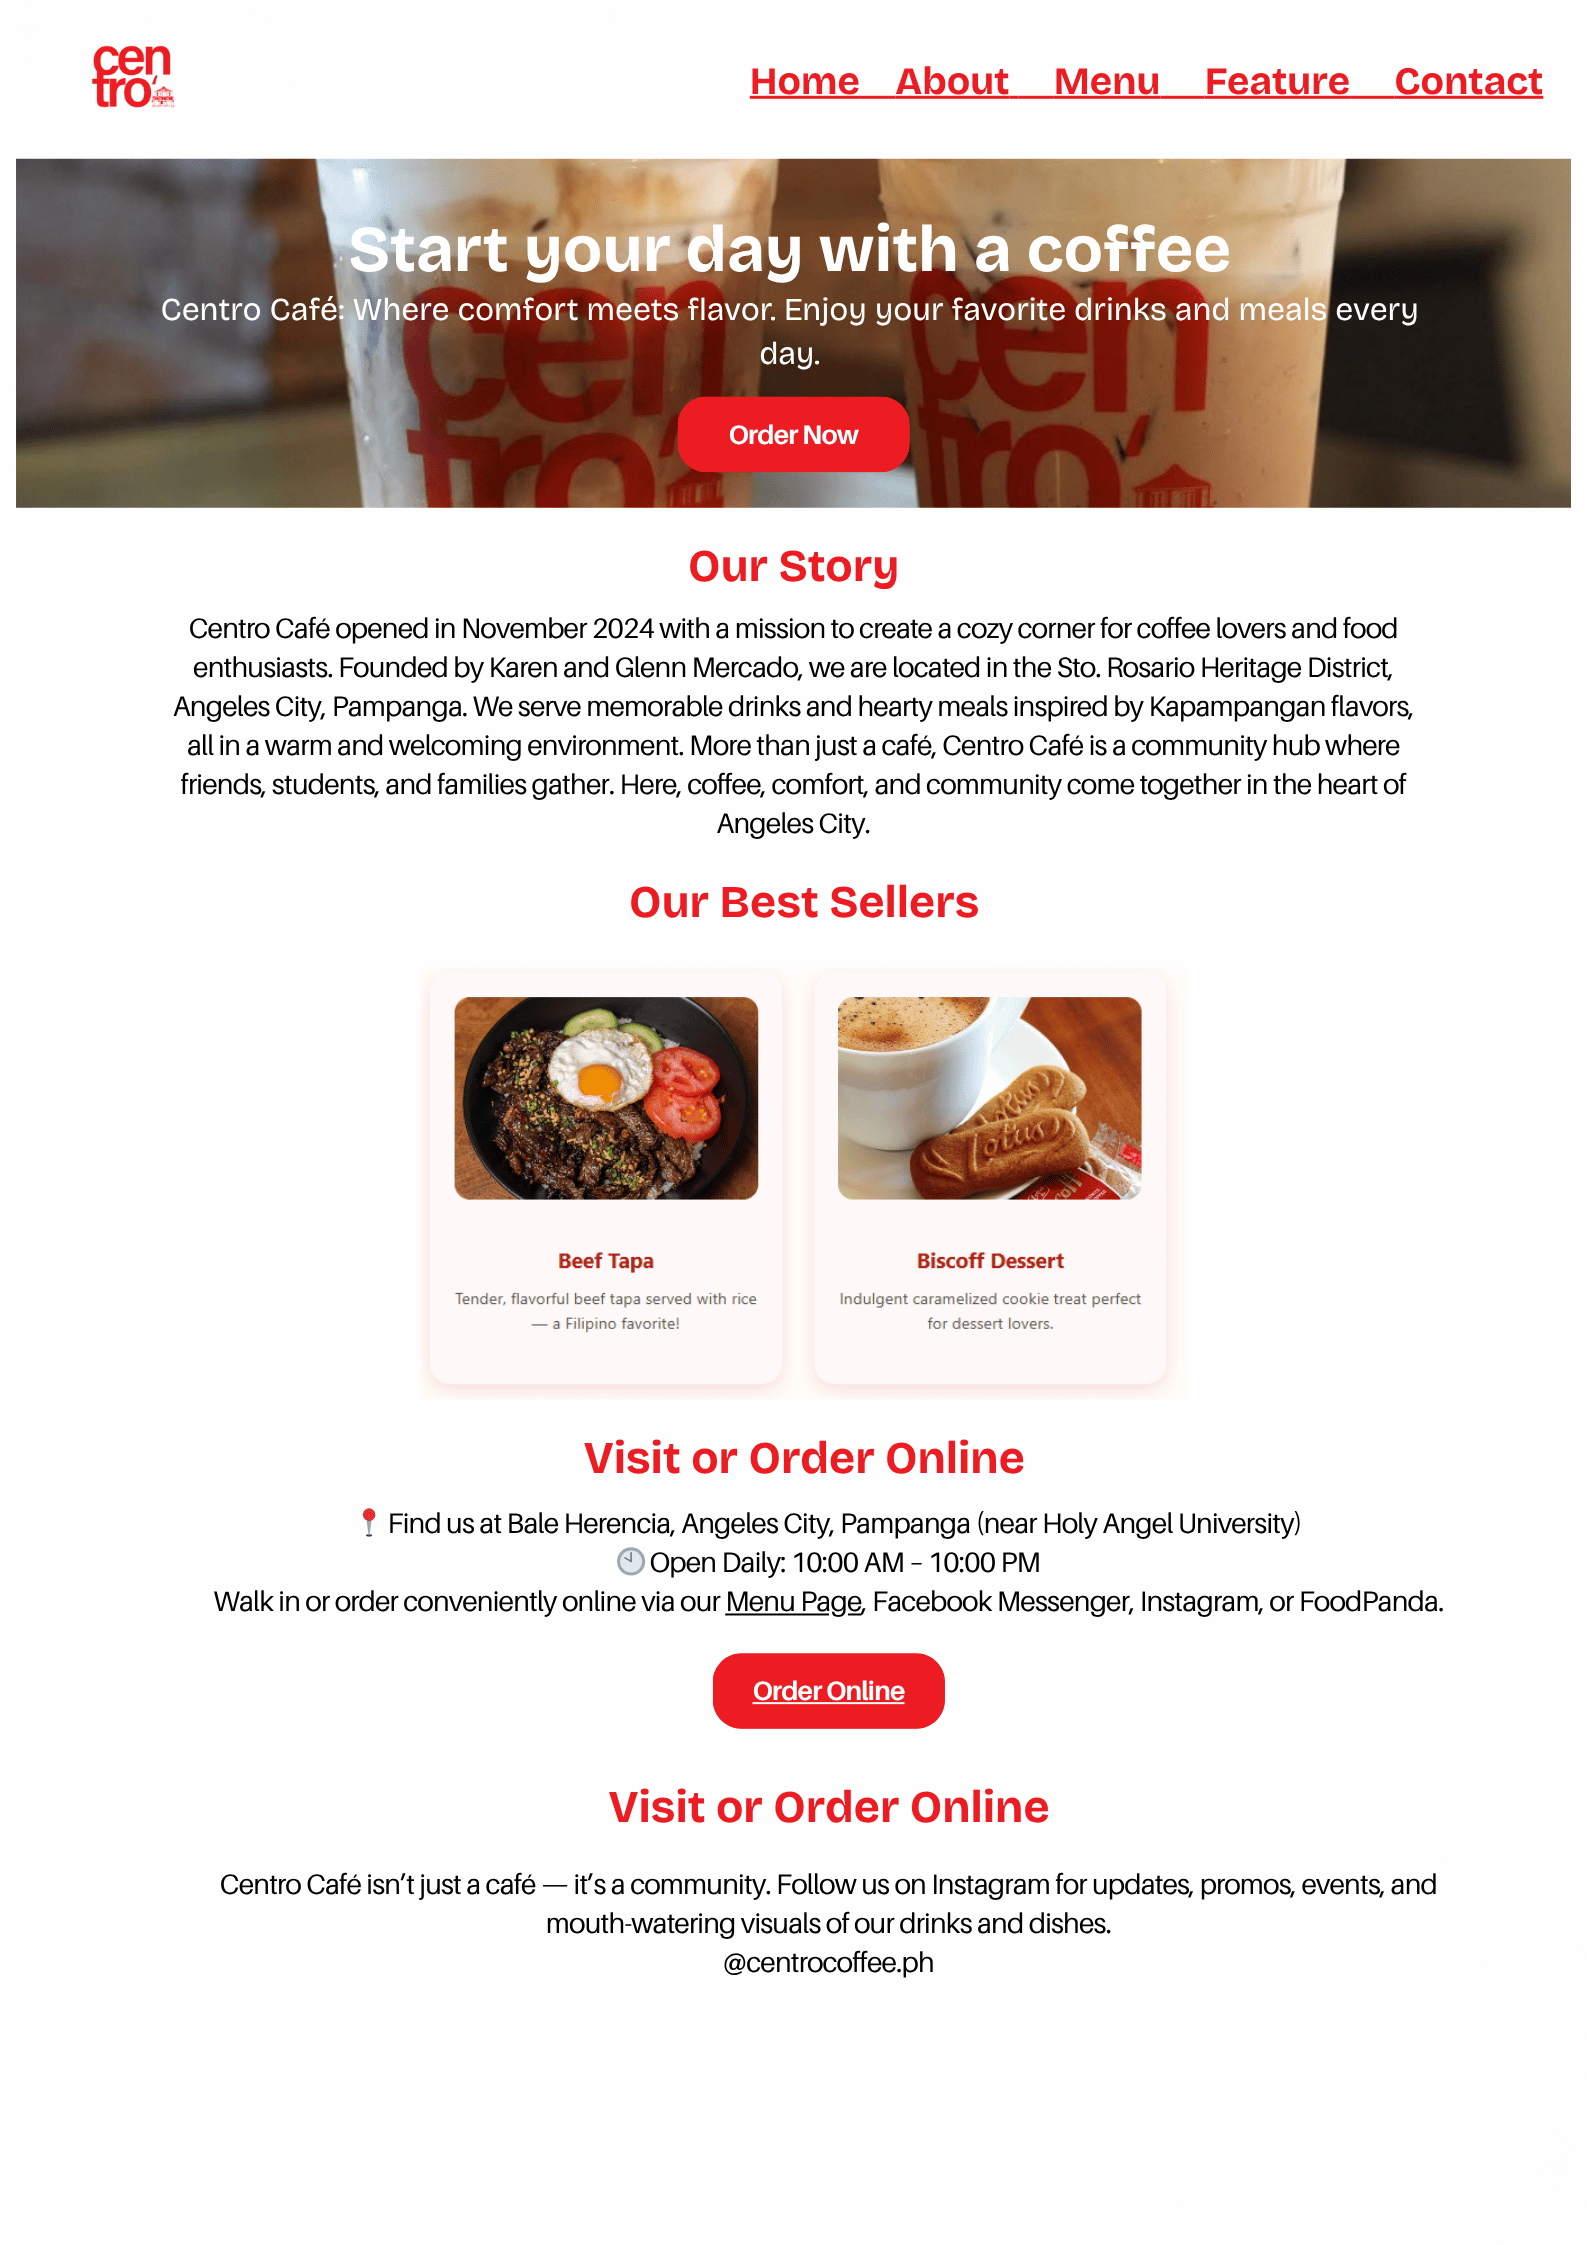 cen
tro
Home About Menu Feature Contact
Start your day with a coffee
Centro Café: Where comfort meets flavor. Enjoy your favorite drinks and meals every
day.
cen cen
tro tro
Order Now
Our Story
Centro Café opened in November 2024 with a mission to create a cozy corner for coffee lovers and food
enthusiasts. Founded by Karen and Glenn Mercado, we are located in the Sto. Rosario Heritage District,
Angeles City, Pampanga. We serve memorable drinks and hearty meals inspired by Kapampangan flavors,
all in a warm and welcoming environment. More than just a café, Centro Café is a community hub where
friends, students, and families gather. Here, coffee, comfort, and community come together in the heart of
Angeles City.
Our Best Sellers
lotus
lotus
Beef Tapa
Tender, flavorful beef tapa served with rice
— a Filipino favorite!
Biscoff Dessert
Indulgent caramelized cookie treat perfect
for dessert lovers.
Visit or Order Online
📍 Find us at Bale Herencia, Angeles City, Pampanga (near Holy Angel University)
🕙 Open Daily: 10:00 AM – 10:00 PM
Walk in or order conveniently online via our Menu Page, Facebook Messenger, Instagram, or FoodPanda.
Order Online
Visit or Order Online
Centro Café isn’t just a café — it’s a community. Follow us on Instagram for updates, promos, events, and
mouth-watering visuals of our drinks and dishes.
@centrocoffee.ph